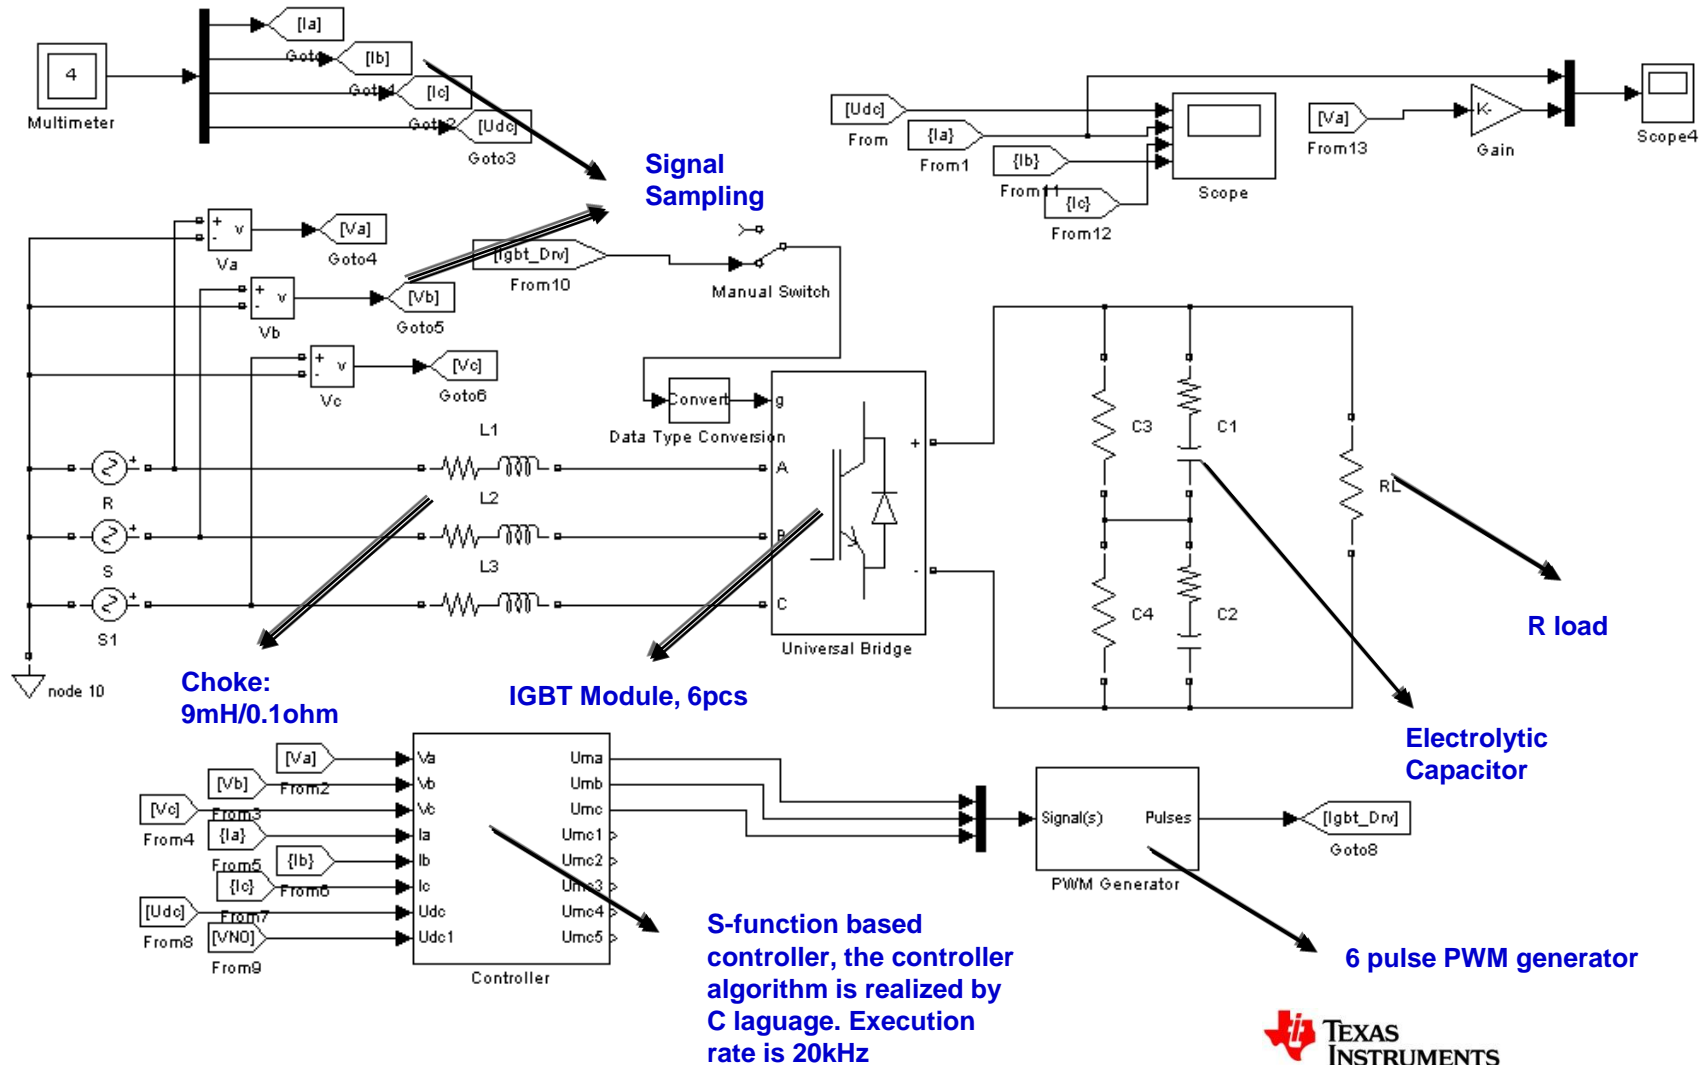 [Ia]
Goto
[Ib]
4
Goto1
[Ic]
Multimeter
Goto2
[Udc]
Goto3
[Udc]
From
{Ia}
From1
{Ib}
From11
{Ic}
From12
Scope
[Va]
From13
K-
Gain
Scope4
Signal
Sampling
+
-
v
Va
[Va]
Goto4
+
-
v
Vb
[Vb]
Goto5
+
-
v
Vc
[Vc]
Goto6
[Igbt_Drv]
From10
Manual Switch
Convert
Data Type Conversion
g
A
B
C
+
-
Universal Bridge
L1
L2
L3
+
R
+
S
+
S1
node 10
C3
C1
C4
C2
RL
R load
Choke:
9mH/0.1ohm
IGBT Module, 6pcs
Electrolytic
Capacitor
[Va]
From2
[Vb]
From3
[Vc]
From4
{Ia}
From5
{Ib}
From6
{Ic}
From7
[Udc]
From8
[VN0]
From9
Va
Vb
Vc
Ia
Ib
Ic
Udc
Udc1
Uma
Umb
Umc
Umc1
Umc2
Umc3
Umc4
Umc5
Controller
Signal(s)
Pulses
PWM Generator
[Igbt_Drv]
Goto8
S-function based
controller, the controller
algorithm is realized by
C laguage. Execution
rate is 20kHz
6 pulse PWM generator
TEXAS
INSTRUMENTS